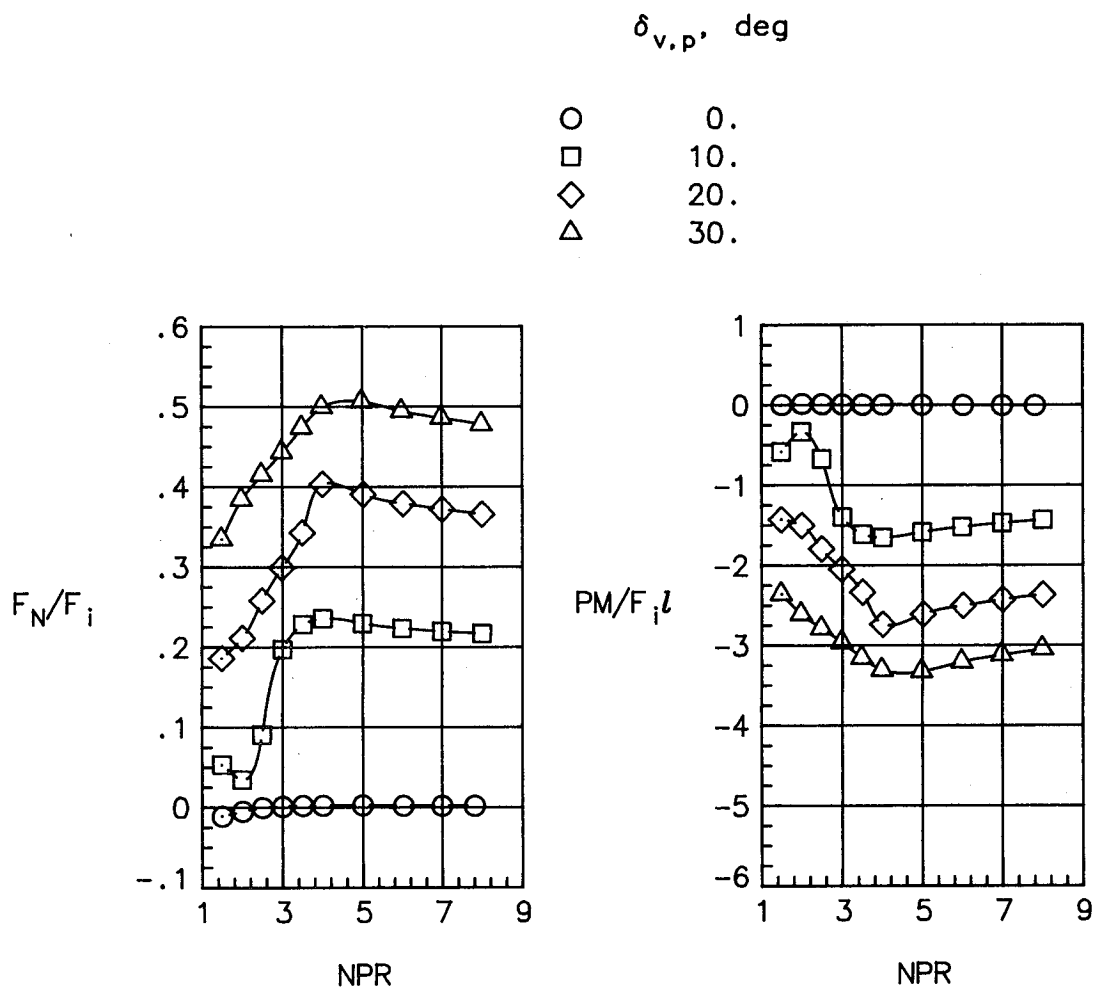 δv,p, deg
0.
10.
20.
30.
FN/Fi
.6
.5
.4
.3
.2
.1
0
-.1
1 3 5 7 9
NPR
PM/Fil
1
0
-1
-2
-3
-4
-5
-6
1 3 5 7 9
NPR